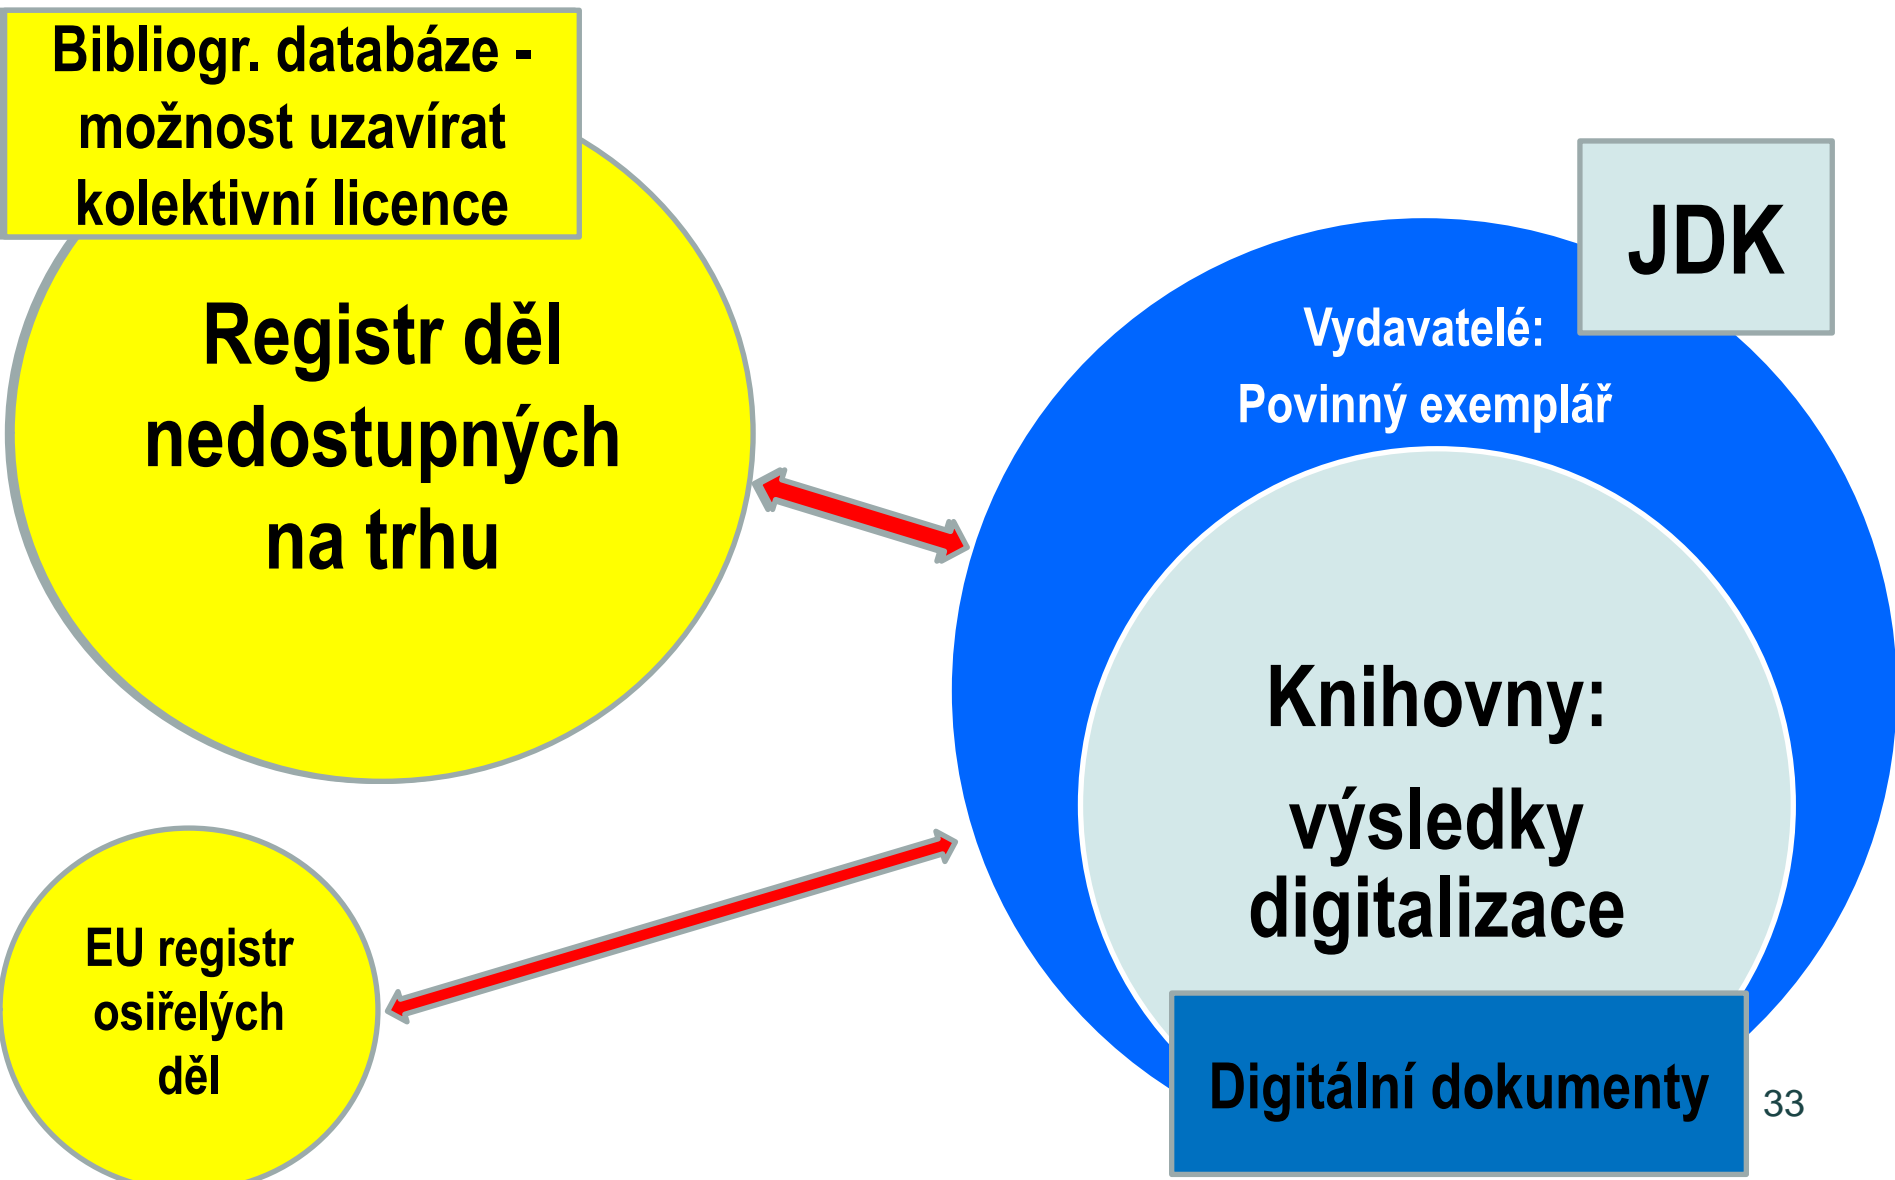 Bibliogr. databáze -
možnost uzavírat
kolektivní licence
Registr děl
nedostupných
na trhu
EU registr
osiřelých
děl
JDK
Vydavatelé:
Povinný exemplář
Knihovny:
výsledky
digitalizace
Digitální dokumenty
33